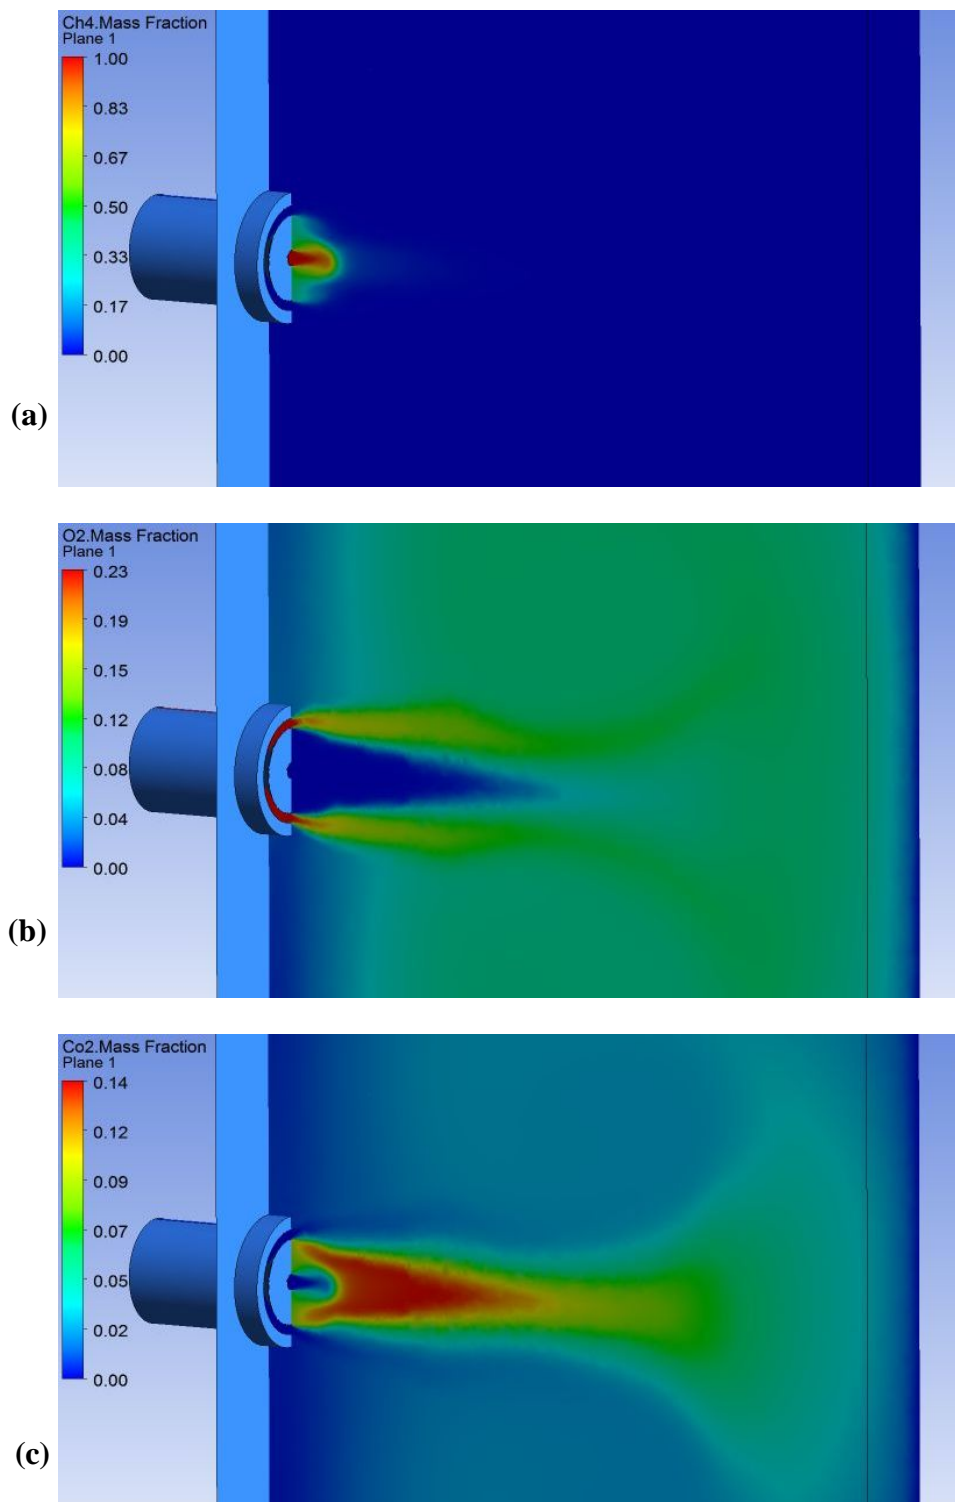 Ch4.Mass Fraction
Plane 1
1.00
0.83
0.67
0.50
0.33
0.17
0.00
(a)
O2.Mass Fraction
Plane 1
0.23
0.19
0.15
0.12
0.08
0.04
0.00
(b)
Co2.Mass Fraction
Plane 1
0.14
0.12
0.09
0.07
0.05
0.02
0.00
(c)